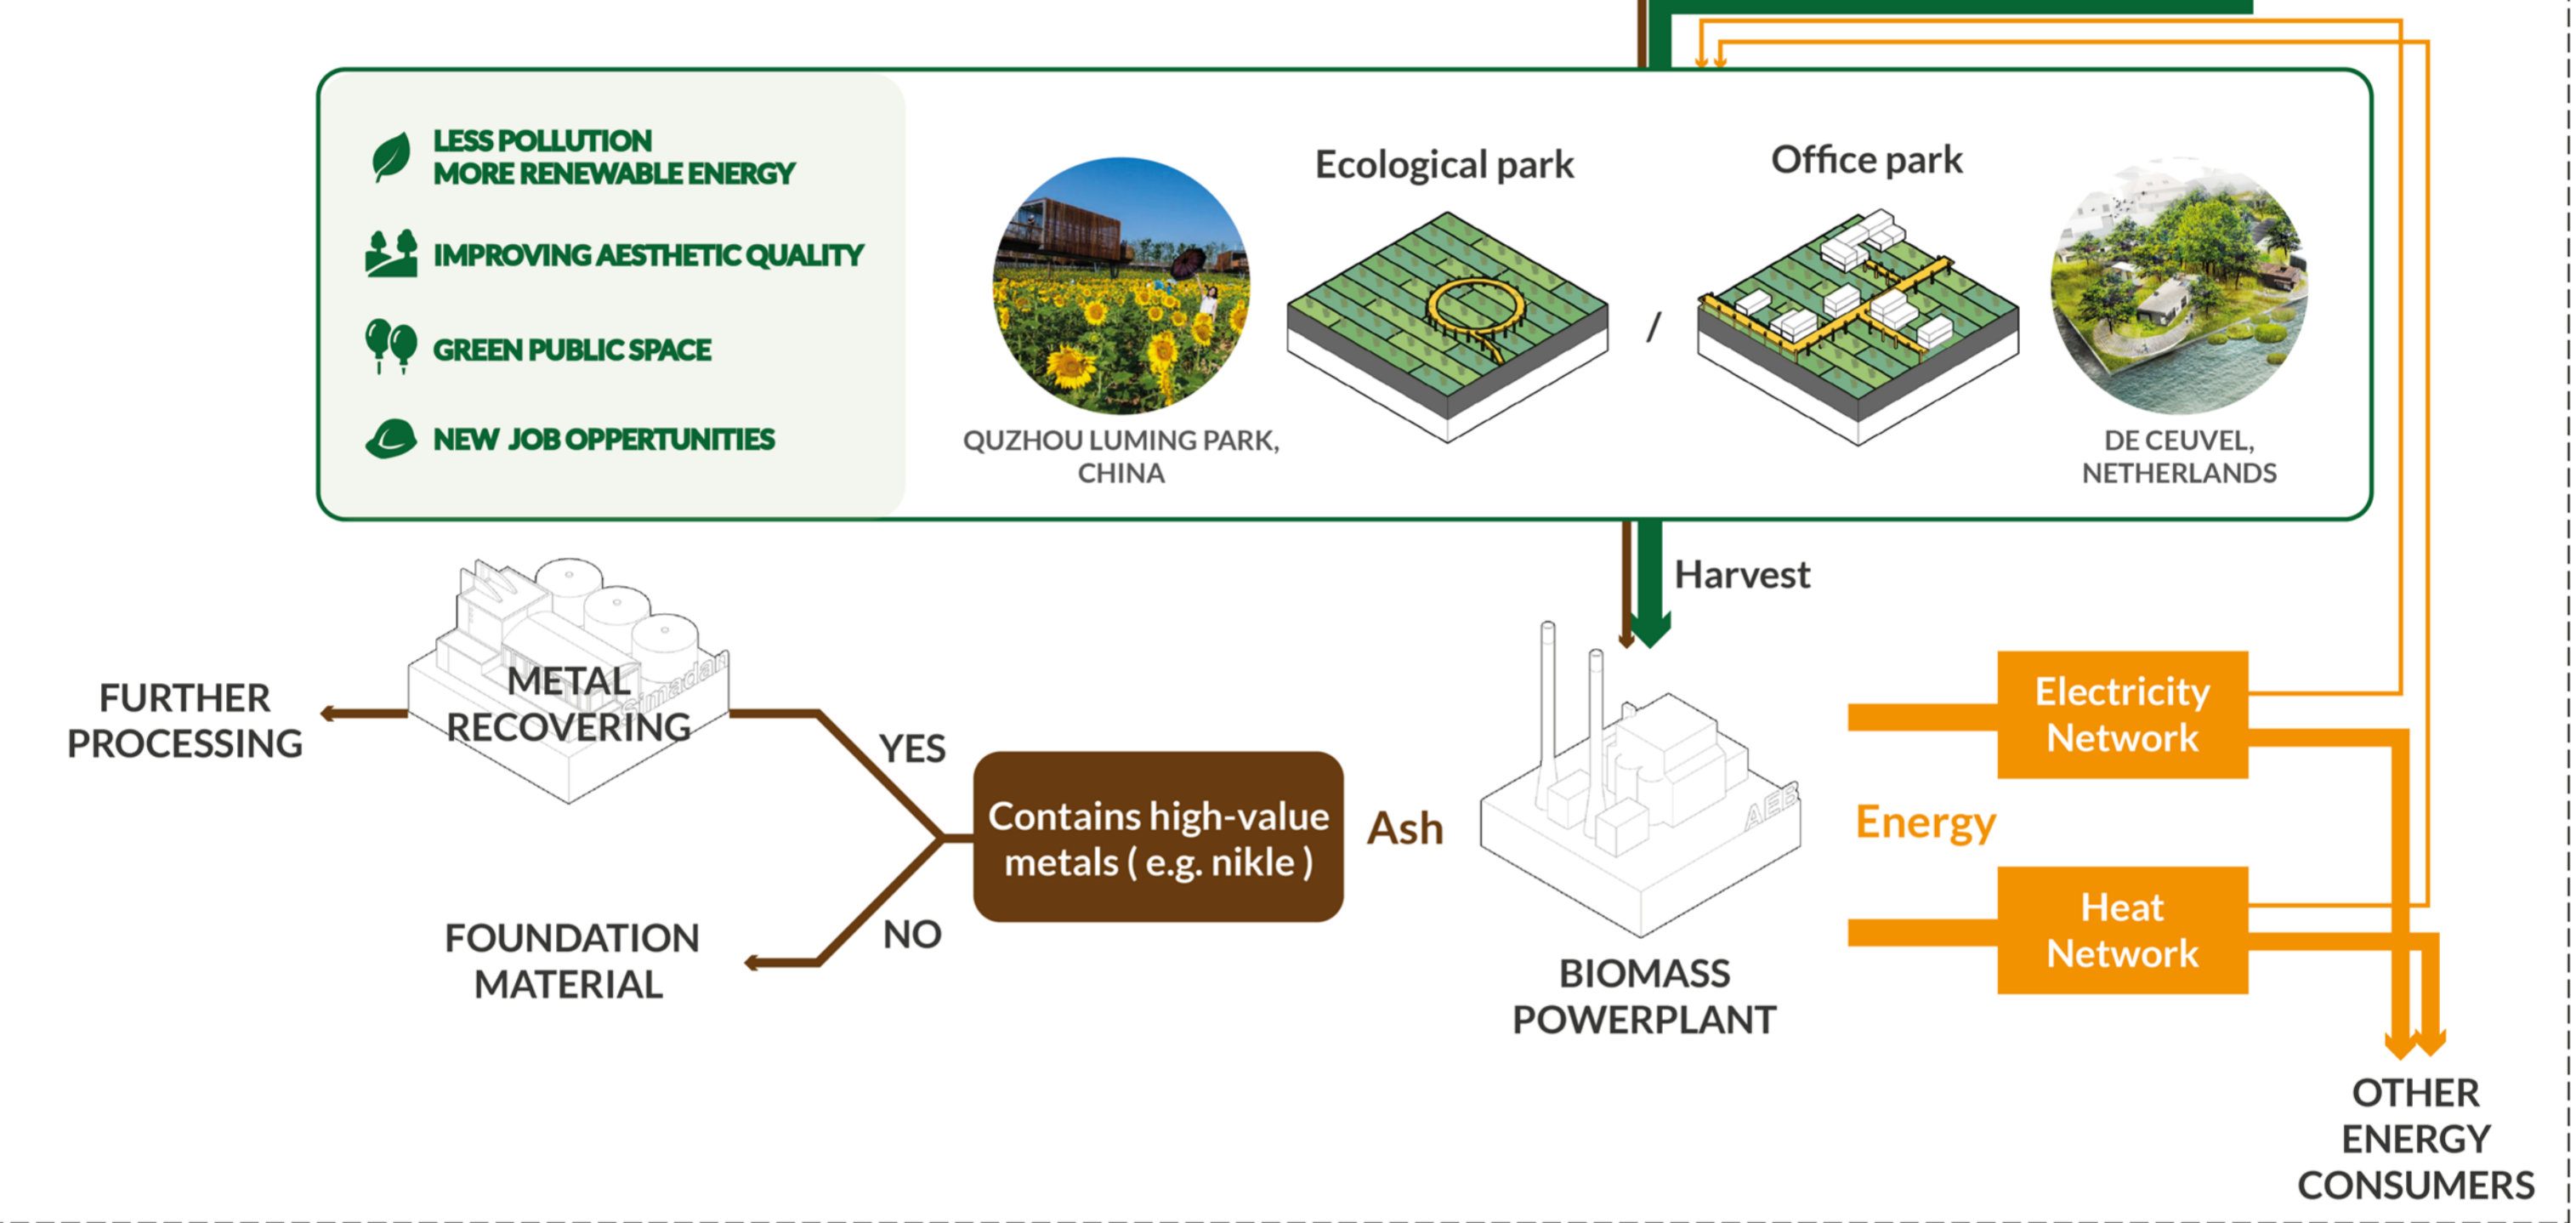 LESS POLLUTION
MORE RENEWABLE ENERGY
IMPROVING AESTHETIC QUALITY
GREEN PUBLIC SPACE
NEW JOB OPPERTUNITIES
Ecological park
Office park
/
QUZHOU LUMING PARK,
CHINA
DE CEUVEL,
NETHERLANDS
Harvest
FURTHER
PROCESSING
METAL
RECOVERING
Simadan
YES
NO
Contains high-value
metals ( e.g. nikle )
Ash
FOUNDATION
MATERIAL
AEB
BIOMASS
POWERPLANT
Energy
Electricity
Network
Heat
Network
OTHER
ENERGY
CONSUMERS